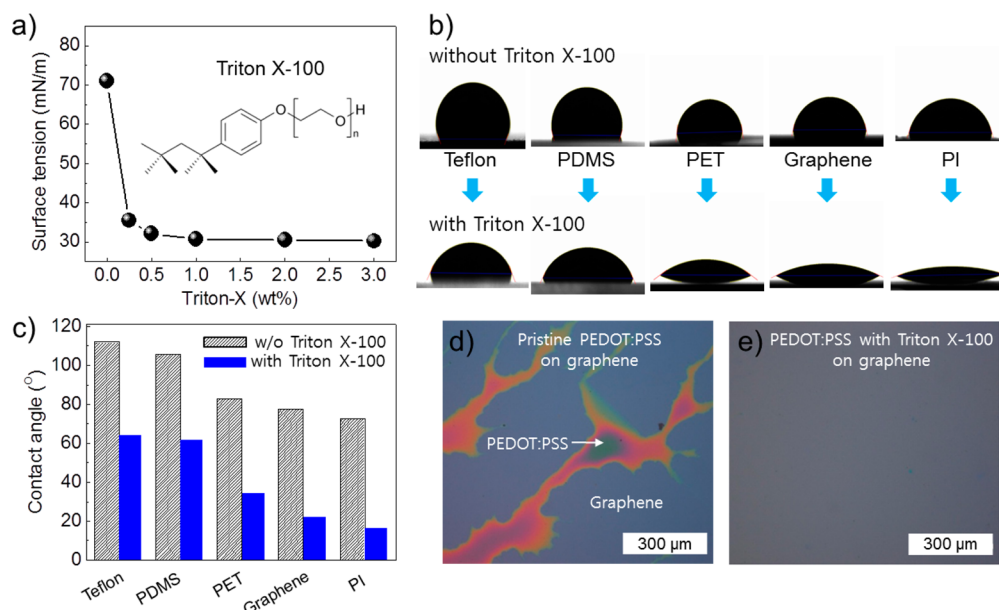 a)
80
70
60
50
40
30
Surface tension (mN/m)
Triton X-100
O
O
H
n
0.0 0.5 1.0 1.5 2.0 2.5 3.0
Triton-X (wt%)
b)
without Triton X-100
Teflon PDMS PET Graphene PI
with Triton X-100
c)
120
100
80
60
40
20
0
Contact angle (°)
w/o Triton X-100
with Triton X-100
Teflon PDMS PET Graphene PI
d)
Pristine PEDOT:PSS
on graphene
PEDOT:PSS
Graphene
300 µm
e)
PEDOT:PSS with Triton X-100
on graphene
300 µm